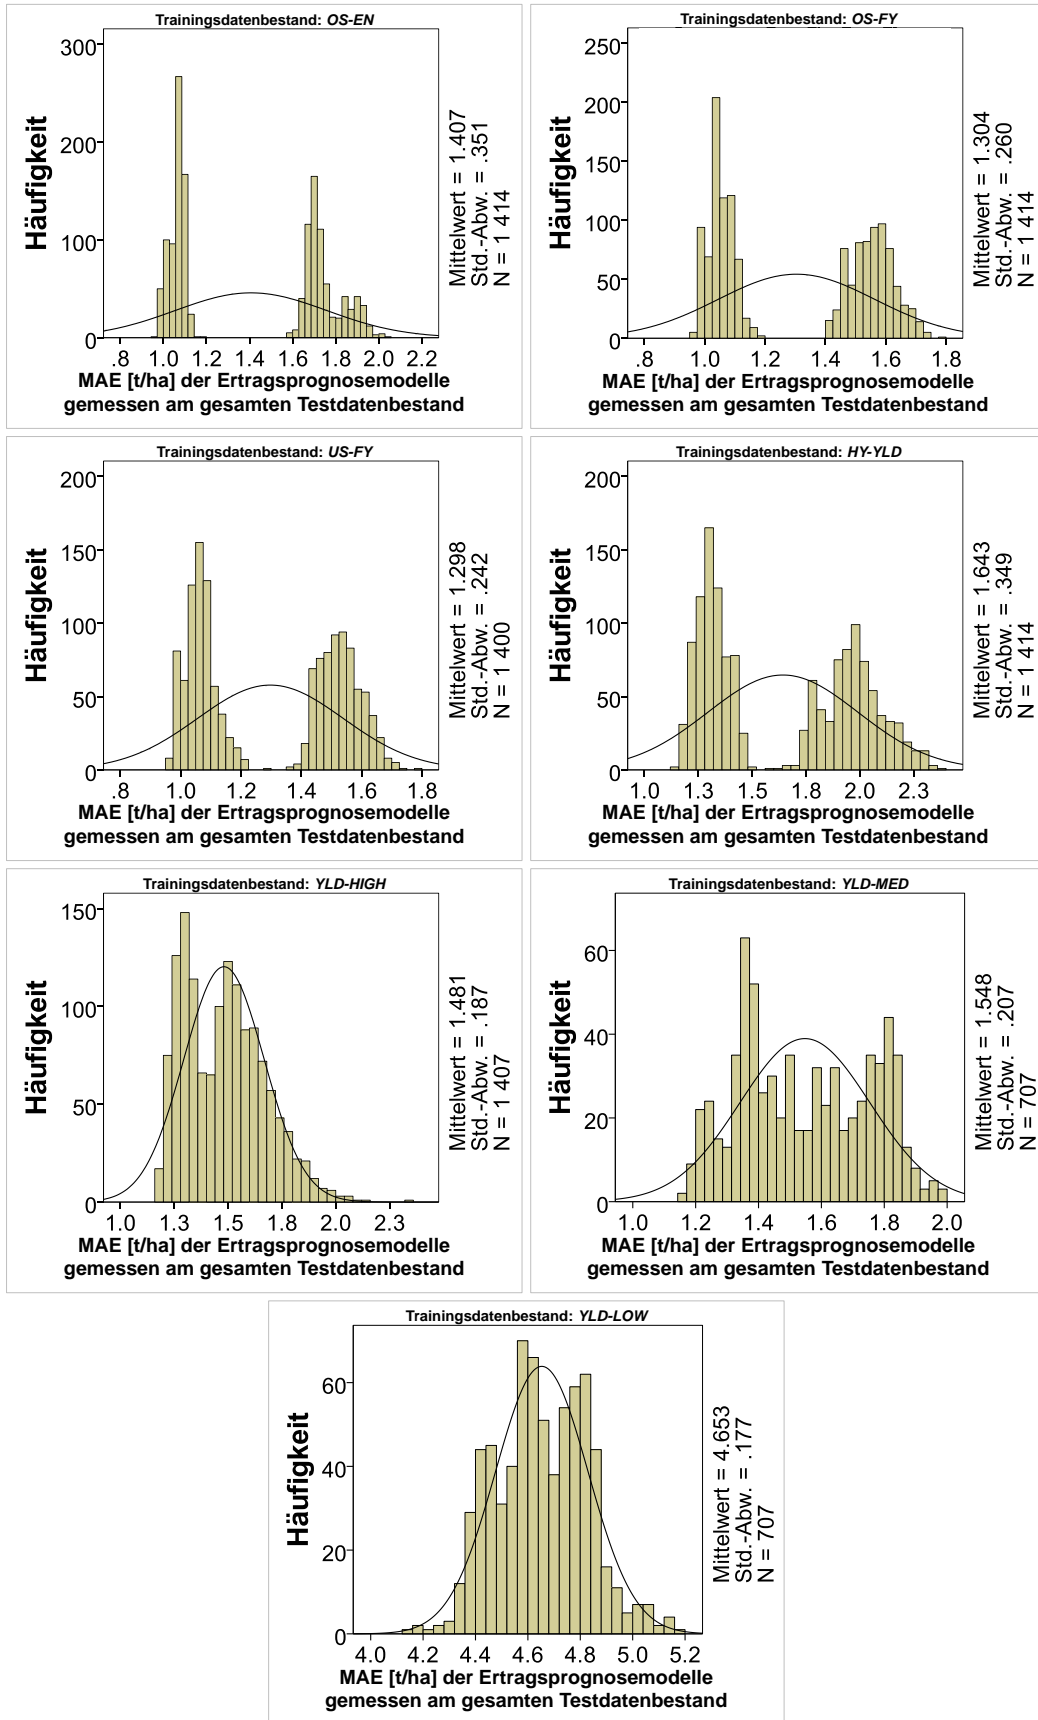 Trainingsdatenbestand: OS-EN
300
200
100
0
Häufigkeit
.8 1.0 1.2 1.4 1.6 1.8 2.0 2.2
MAE [t/ha] der Ertragsprognosemodelle
gemessen am gesamten Testdatenbestand
Mittelwert = 1.407
Std.-Abw. = .351
N = 1 414
Trainingsdatenbestand: OS-FY
250
200
150
100
50
0
Häufigkeit
.8 1.0 1.2 1.4 1.6 1.8
MAE [t/ha] der Ertragsprognosemodelle
gemessen am gesamten Testdatenbestand
Mittelwert = 1.304
Std.-Abw. = .260
N = 1 414
Trainingsdatenbestand: US-FY
200
150
100
50
0
Häufigkeit
.8 1.0 1.2 1.4 1.6 1.8
MAE [t/ha] der Ertragsprognosemodelle
gemessen am gesamten Testdatenbestand
Mittelwert = 1.298
Std.-Abw. = .242
N = 1 400
Trainingsdatenbestand: HY-YLD
200
150
100
50
0
Häufigkeit
1.0 1.3 1.5 1.8 2.0 2.3
MAE [t/ha] der Ertragsprognosemodelle
gemessen am gesamten Testdatenbestand
Mittelwert = 1.643
Std.-Abw. = .349
N = 1 414
Trainingsdatenbestand: YLD-HIGH
150
100
50
0
Häufigkeit
1.0 1.3 1.5 1.8 2.0 2.3
MAE [t/ha] der Ertragsprognosemodelle
gemessen am gesamten Testdatenbestand
Mittelwert = 1.481
Std.-Abw. = .187
N = 1 407
Trainingsdatenbestand: YLD-MED
60
40
20
0
Häufigkeit
1.0 1.2 1.4 1.6 1.8 2.0
MAE [t/ha] der Ertragsprognosemodelle
gemessen am gesamten Testdatenbestand
Mittelwert = 1.548
Std.-Abw. = .207
N = 707
Trainingsdatenbestand: YLD-LOW
60
40
20
0
Häufigkeit
4.0 4.2 4.4 4.6 4.8 5.0 5.2
MAE [t/ha] der Ertragsprognosemodelle
gemessen am gesamten Testdatenbestand
Mittelwert = 4.653
Std.-Abw. = .177
N = 707